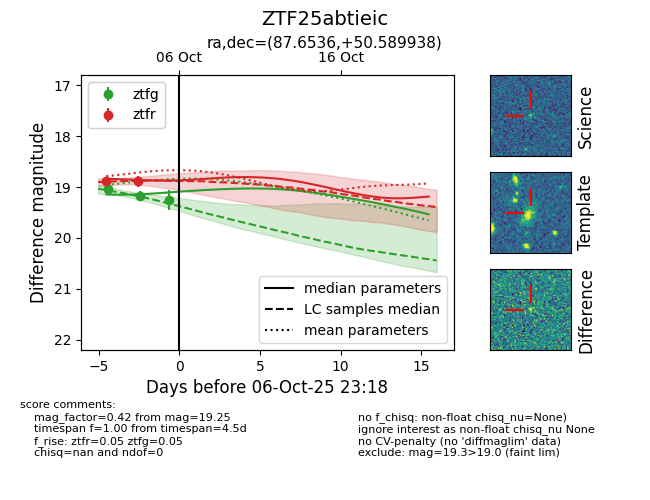 ZTF25abtieic
ra,dec=(87.6536,+50.589938)
06 Oct
16 Oct
17
18
19
20
21
22
Difference magnitude
ztfg
ztfr
median parameters
LC samples median
mean parameters
−5
0
5
10
15
Days before 06-Oct-25 23:18
Science
Template
Difference
score comments:
mag_factor=0.42 from mag=19.25
timespan f=1.00 from timespan=4.5d
f_rise: ztfr=0.05 ztfg=0.05
chisq=nan and ndof=0
no f_chisq: non-float chisq_nu=None)
ignore interest as non-float chisq_nu None
no CV-penalty (no 'diffmaglim' data)
exclude: mag=19.3>19.0 (faint lim)